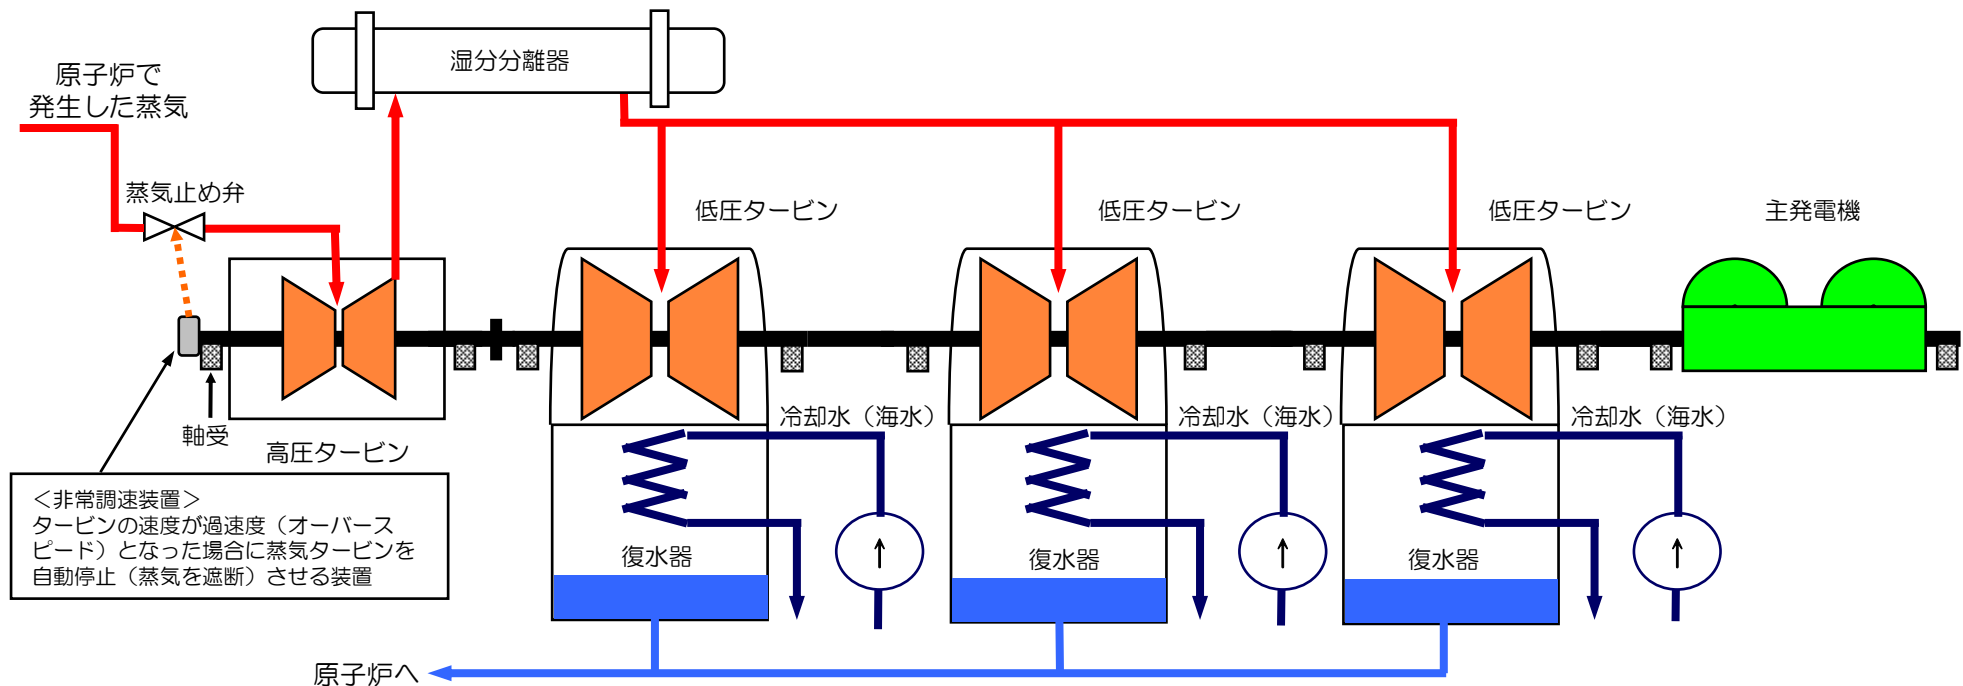 湿分分離器
原子炉で
発生した蒸気
蒸気止め弁
低圧タービン
低圧タービン
低圧タービン
主発電機
軸受
高圧タービン
冷却水（海水）
冷却水（海水）
冷却水（海水）
＜非常調速装置＞
タービンの速度が過速度（オーバース
ピード）となった場合に蒸気タービンを
自動停止（蒸気を遮断）させる装置
復水器
復水器
復水器
原子炉へ